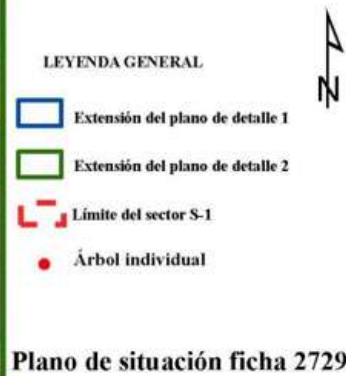 LEYENDA GENERAL
N
Extensión del plano de detalle 1
Extensión del plano de detalle 2
Límite del sector S-1
Árbol individual
Plano de situación ficha 2729